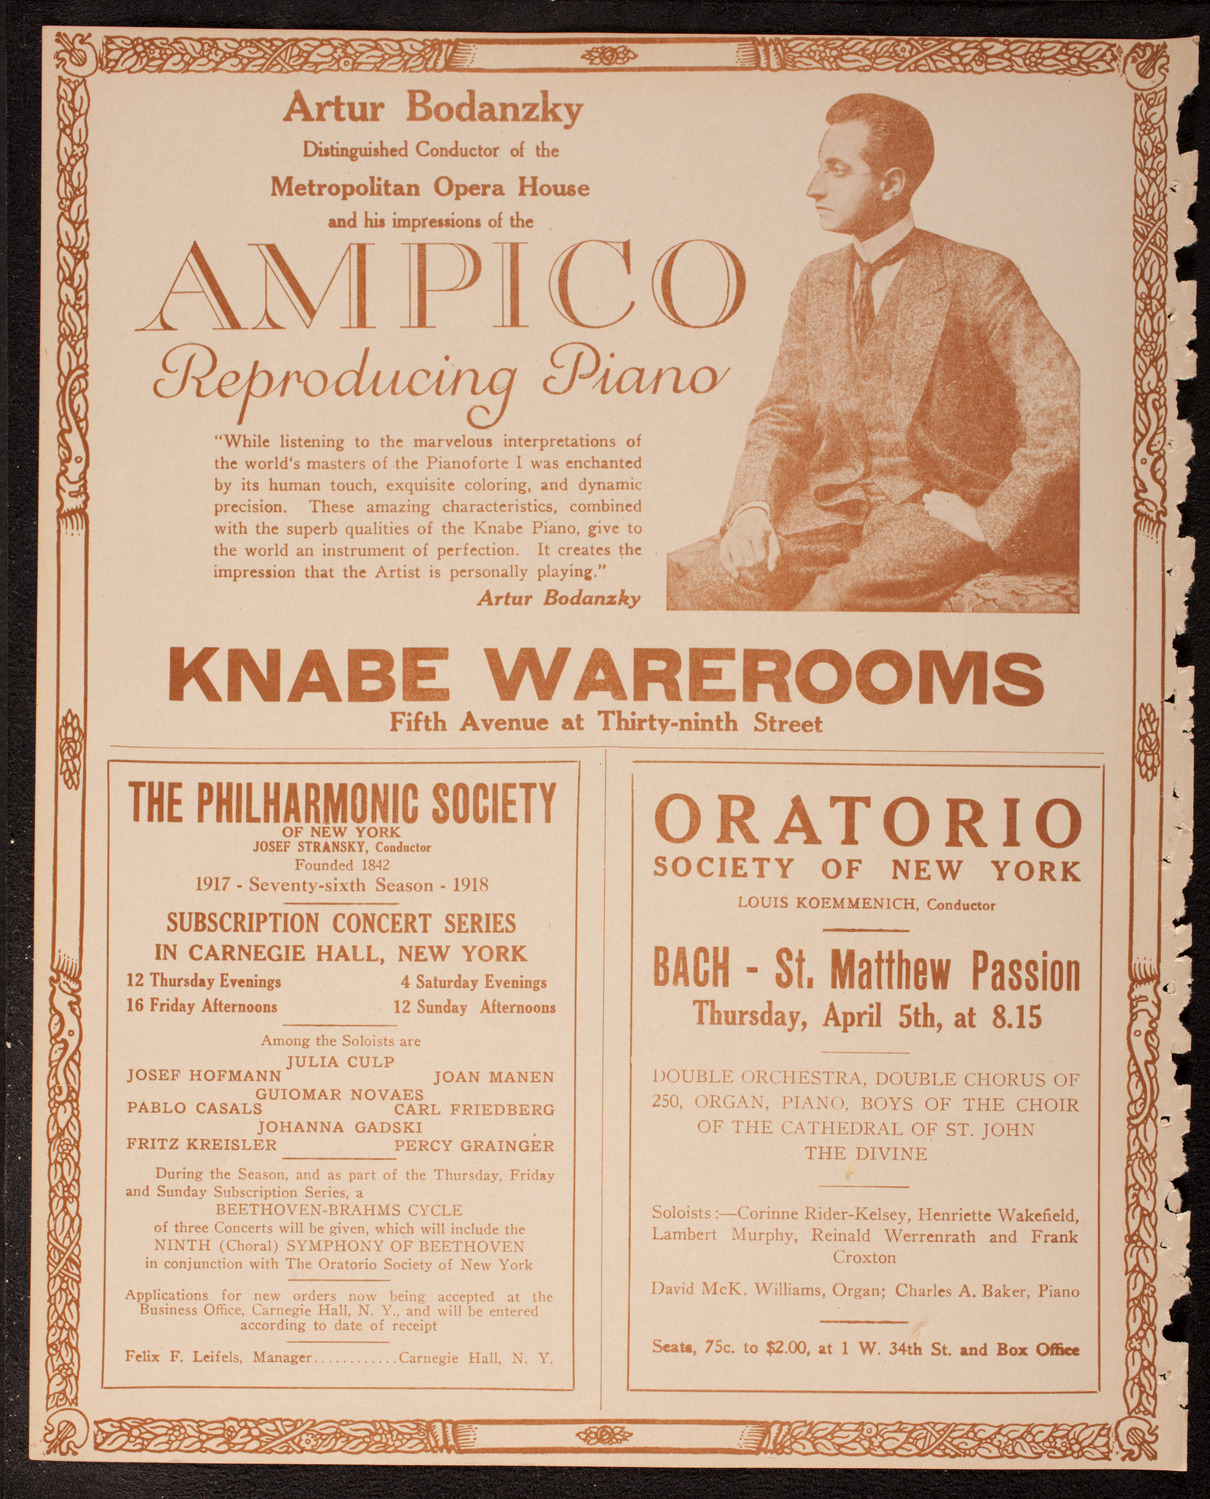 Artur Bodanzky
Distinguished Conductor of the
Metropolitan Opera House
and his impressions of the
AMPICO
Reproducing Piano
“While listening to the marvelous interpretations of
the world‘s masters of the Pianoforte I was enchanted
by its human touch, exquisite coloring, and dynamic
precision. These amazing characteristics, combined
with the superb qualities of the Knabe Piano, give to
the world an instrument of perfection. It creates the
impression that the Artist is personally playing.”
Artur Bodanzky
KNABE WAREROOMS
Fifth Avenue at Thirty-ninth Street
THE PHILHARMONIC SOCIETY
OF NEW YORK
JOSEF STRANSKY, Conductor
Founded 1842
1917 - Seventy-sixth Season - 1918
SUBSCRIPTION CONCERT SERIES
IN CARNEGIE HALL, NEW YORK
12 Thursday Evenings 4 Saturday Evenings
16 Friday Afternoons 12 Sunday Afternoons
Among the Soloists are
JULIA CULP
JOSEF HOFMANN JOAN MANEN
GUIOMAR NOVAES
PABLO CASALS CARL FRIEDBERG
JOHANNA GADSKI
FRITZ KREISLER PERCY GRAINGER
During the Season, and as part of the Thursday, Friday
and Sunday Subscription Series, a
BEETHOVEN-BRAHMS CYCLE
of three Concerts will be given, which will include the
NINTH (Choral) SYMPHONY OF BEETHOVEN
in conjunction with The Oratorio Society of New York
Applications for new orders now being accepted at the
Business Office, Carnegie Hall, N. Y., and will be entered
according to date of receipt
Felix F. Leifels, Manager............Carnegie Hall, N. Y.
ORATORIO
SOCIETY OF NEW YORK
LOUIS KOEMMENICH, Conductor
BACH - St. Matthew Passion
Thursday, April 5th, at 8.15
DOUBLE ORCHESTRA, DOUBLE CHORUS OF
250, ORGAN, PIANO, BOYS OF THE CHOIR
OF THE CATHEDRAL OF ST. JOHN
THE DIVINE
Soloists:—Corinne Rider-Kelsey, Henriette Wakefield,
Lambert Murphy, Reinald Werrenrath and Frank
Croxton
David McK. Williams, Organ; Charles A. Baker, Piano
Seats, 75c. to $2.00, at 1 W. 34th St. and Box Office